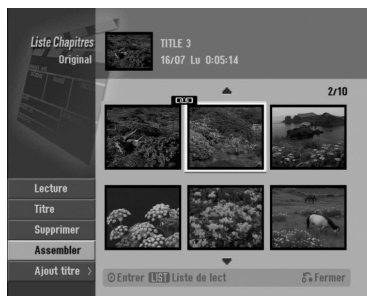 Liste Chapitres
Original
TITLE 3
16/07 Lu 0:05:14
2/10
Lecture
Titre
Supprimer
Assembler
Ajout titre >
Entrer LIST Liste de lect
Fermer